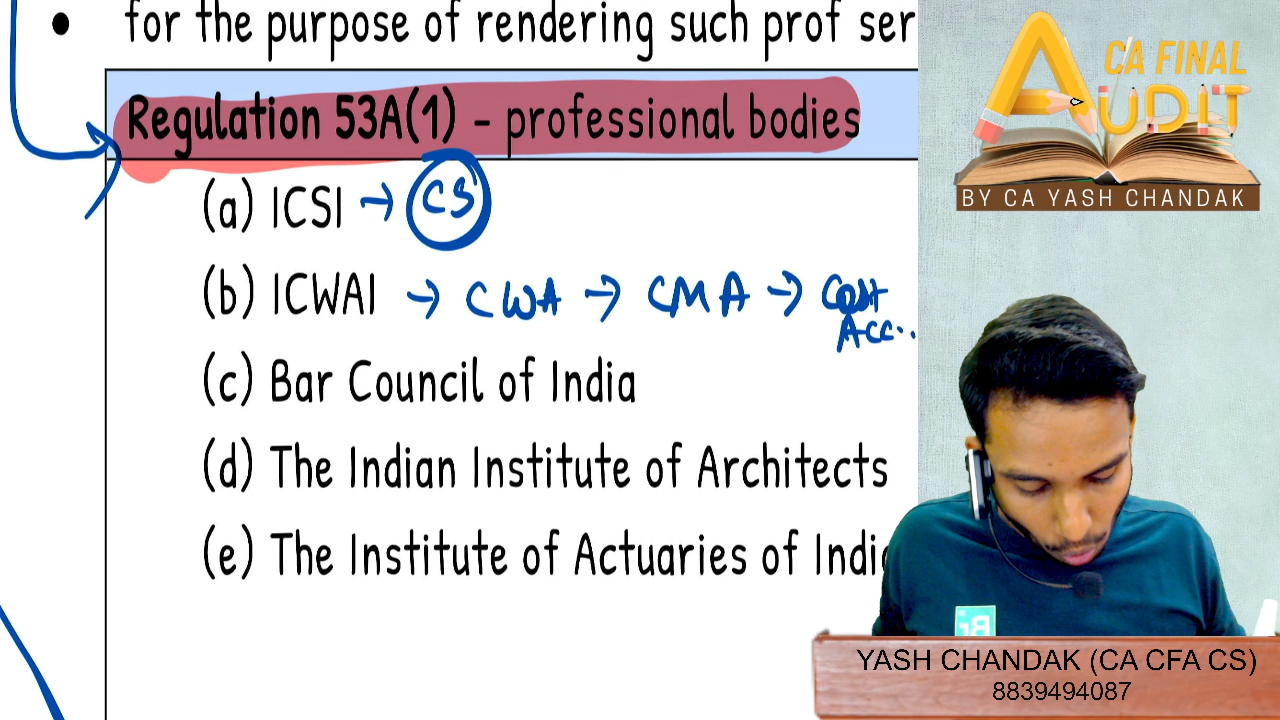 for the purpose of rendering such prof ser
Regulation 53A(1) – professional bodies
(a) ICSI → CS
(b) ICWAI → CWA → CMA → Cost
Acc..
(c) Bar Council of India
(d) The Indian Institute of Architects
(e) The Institute of Actuaries of India
CA FINAL
AUDIT
BY CA YASH CHANDAK
YASH CHANDAK (CA CFA CS)
8839494087